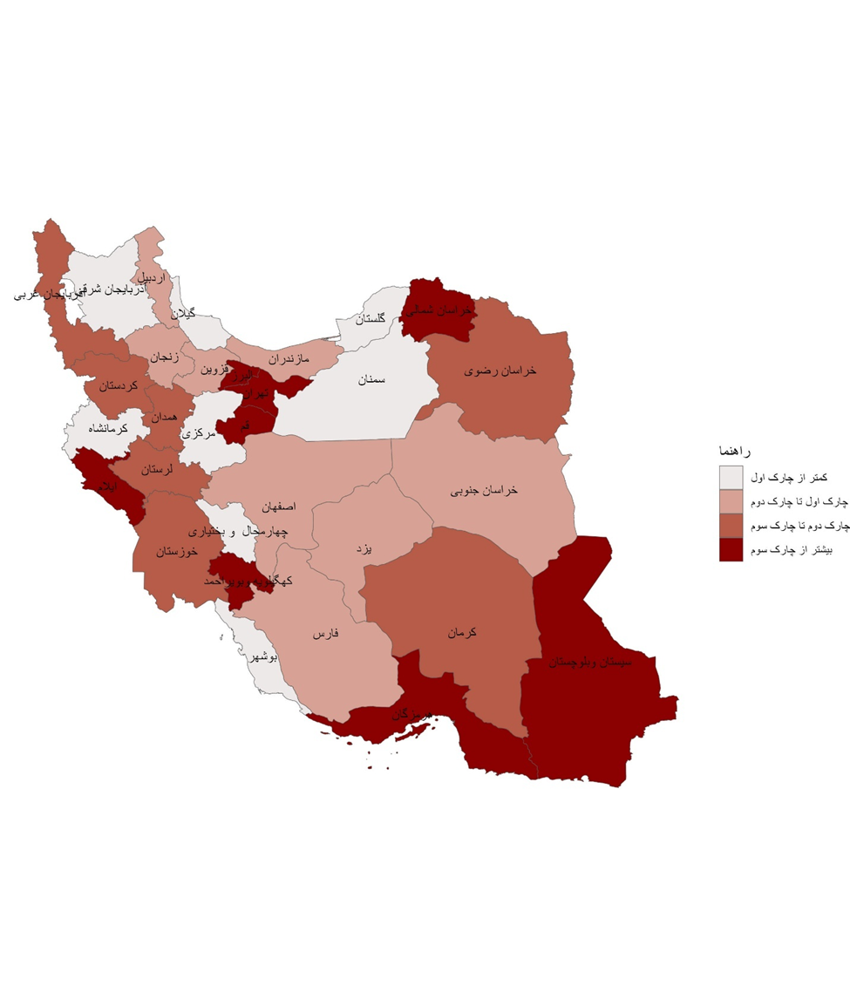 آذربایجان غربی
آذربایجان شرقی
اردبیل
گیلان
زنجان
قزوین
مازندران
گلستان
خراسان شمالی
خراسان رضوی
سمنان
البرز
تهران
قم
مرکزی
کردستان
همدان
کرمانشاه
لرستان
ایلام
اصفهان
خراسان جنوبی
چهارمحال و بختیاری
خوزستان
یزد
کهگیلویه وبویراحمد
فارس
کرمان
بوشهر
سیستان وبلوچستان
هرمزگان
راهنما
کمتر از چارک اول
چارک اول تا چارک دوم
چارک دوم تا چارک سوم
بیشتر از چارک سوم